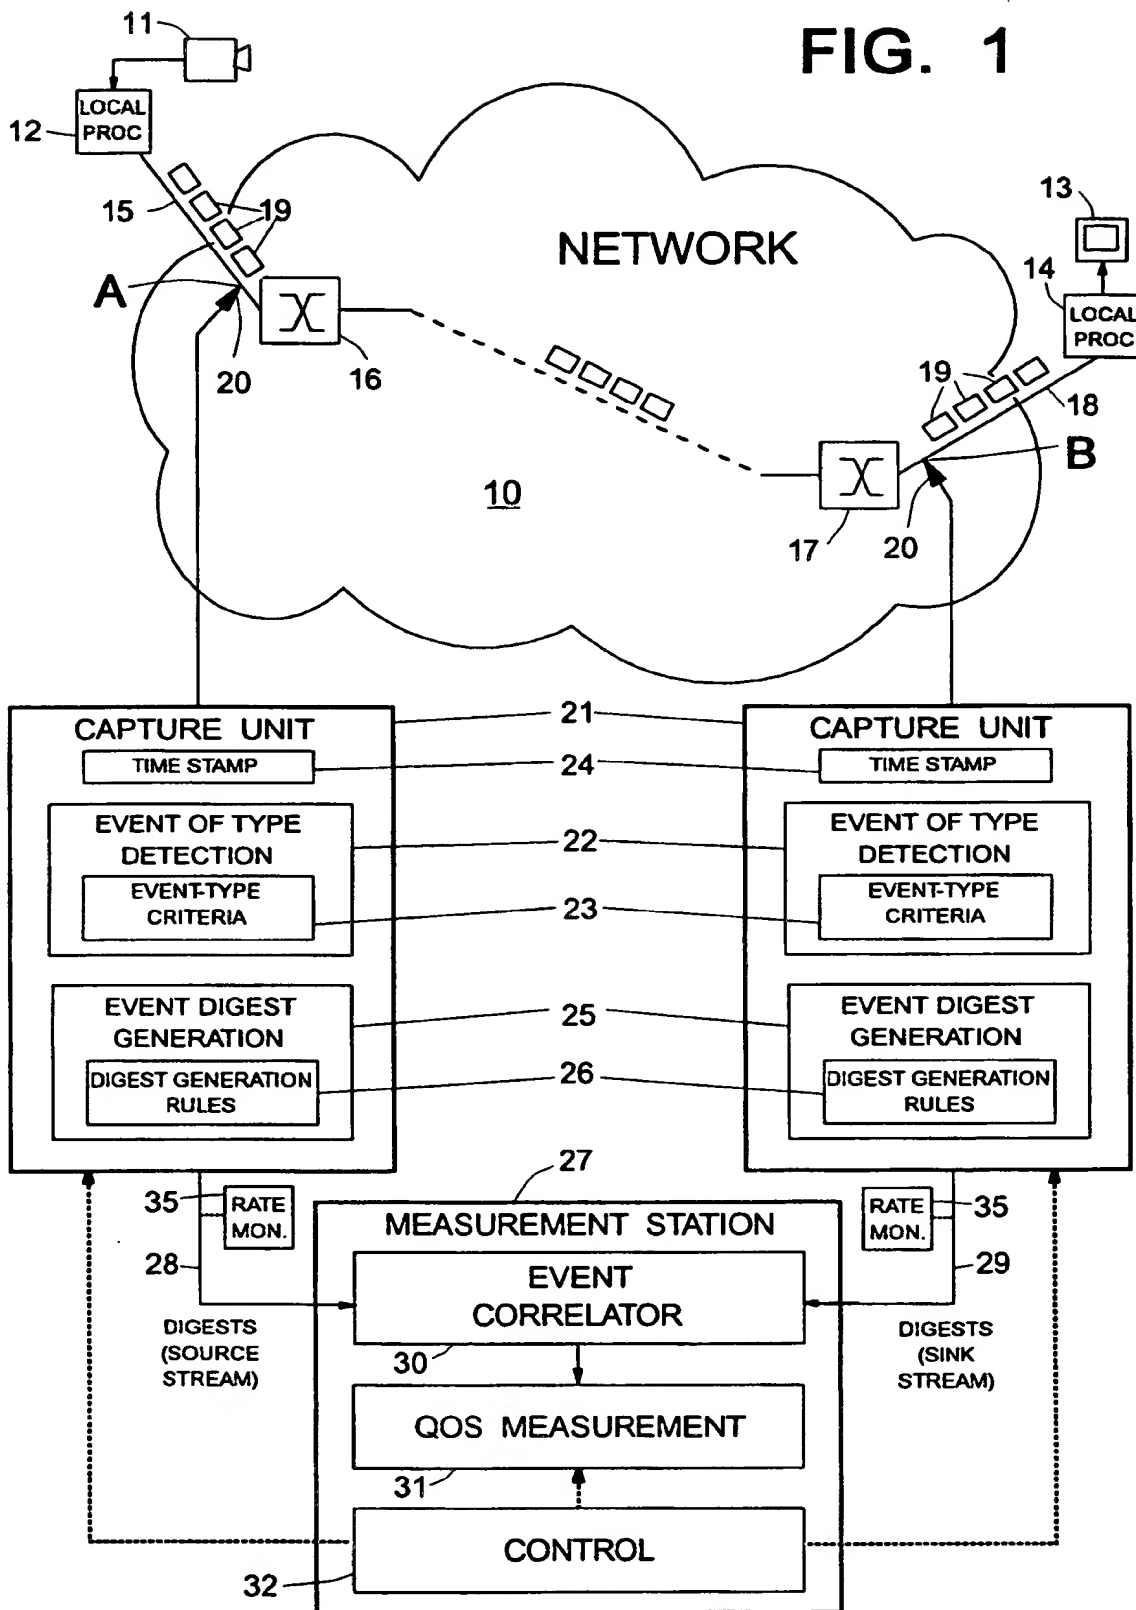 FIG. 1
11
LOCAL
PROC
12
15
19
13
NETWORK
14
LOCAL
PROC
A
20
16
19
18
B
10
17
20
CAPTURE UNIT
21
CAPTURE UNIT
TIME STAMP
24
TIME STAMP
EVENT OF TYPE
DETECTION
22
EVENT OF TYPE
DETECTION
EVENT-TYPE
CRITERIA
23
EVENT-TYPE
CRITERIA
EVENT DIGEST
GENERATION
25
EVENT DIGEST
GENERATION
DIGEST GENERATION
RULES
26
DIGEST GENERATION
RULES
27
35
RATE
MON.
MEASUREMENT STATION
RATE
MON.
35
28
EVENT
CORRELATOR
29
DIGESTS
(SOURCE
STREAM)
30
DIGESTS
(SINK
STREAM)
QOS MEASUREMENT
31
CONTROL
32